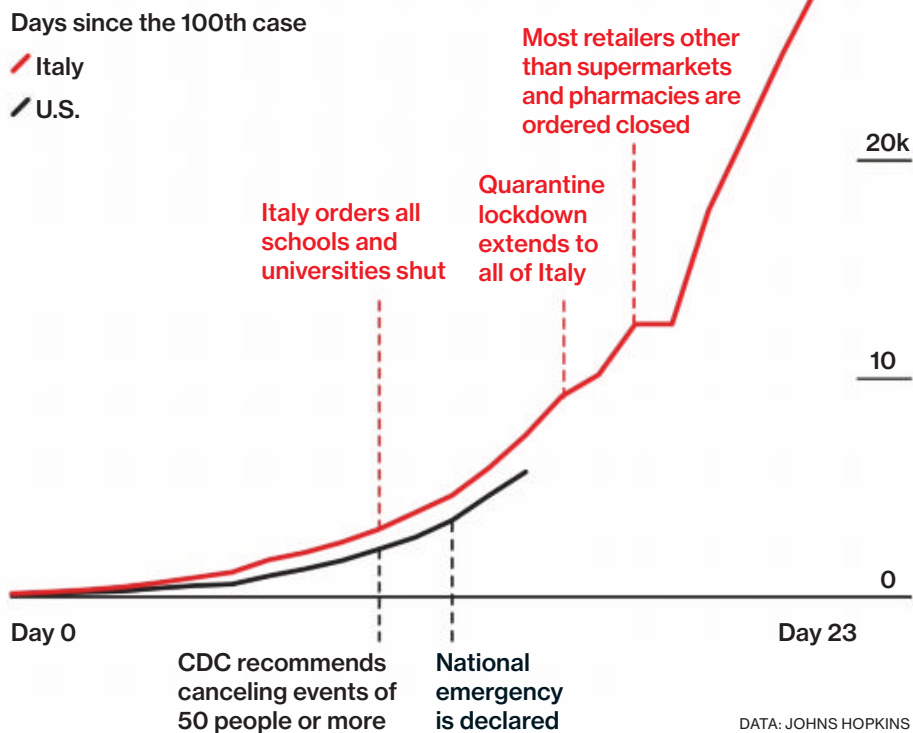 Days since the 100th case
Italy
U.S.
Most retailers other
than supermarkets
and pharmacies are
ordered closed
20k
Quarantine
lockdown
extends to
all of Italy
Italy orders all
schools and
universities shut
10
0
Day 0
Day 23
CDC recommends
canceling events of
50 people or more
National
emergency
is declared
DATA: JOHNS HOPKINS